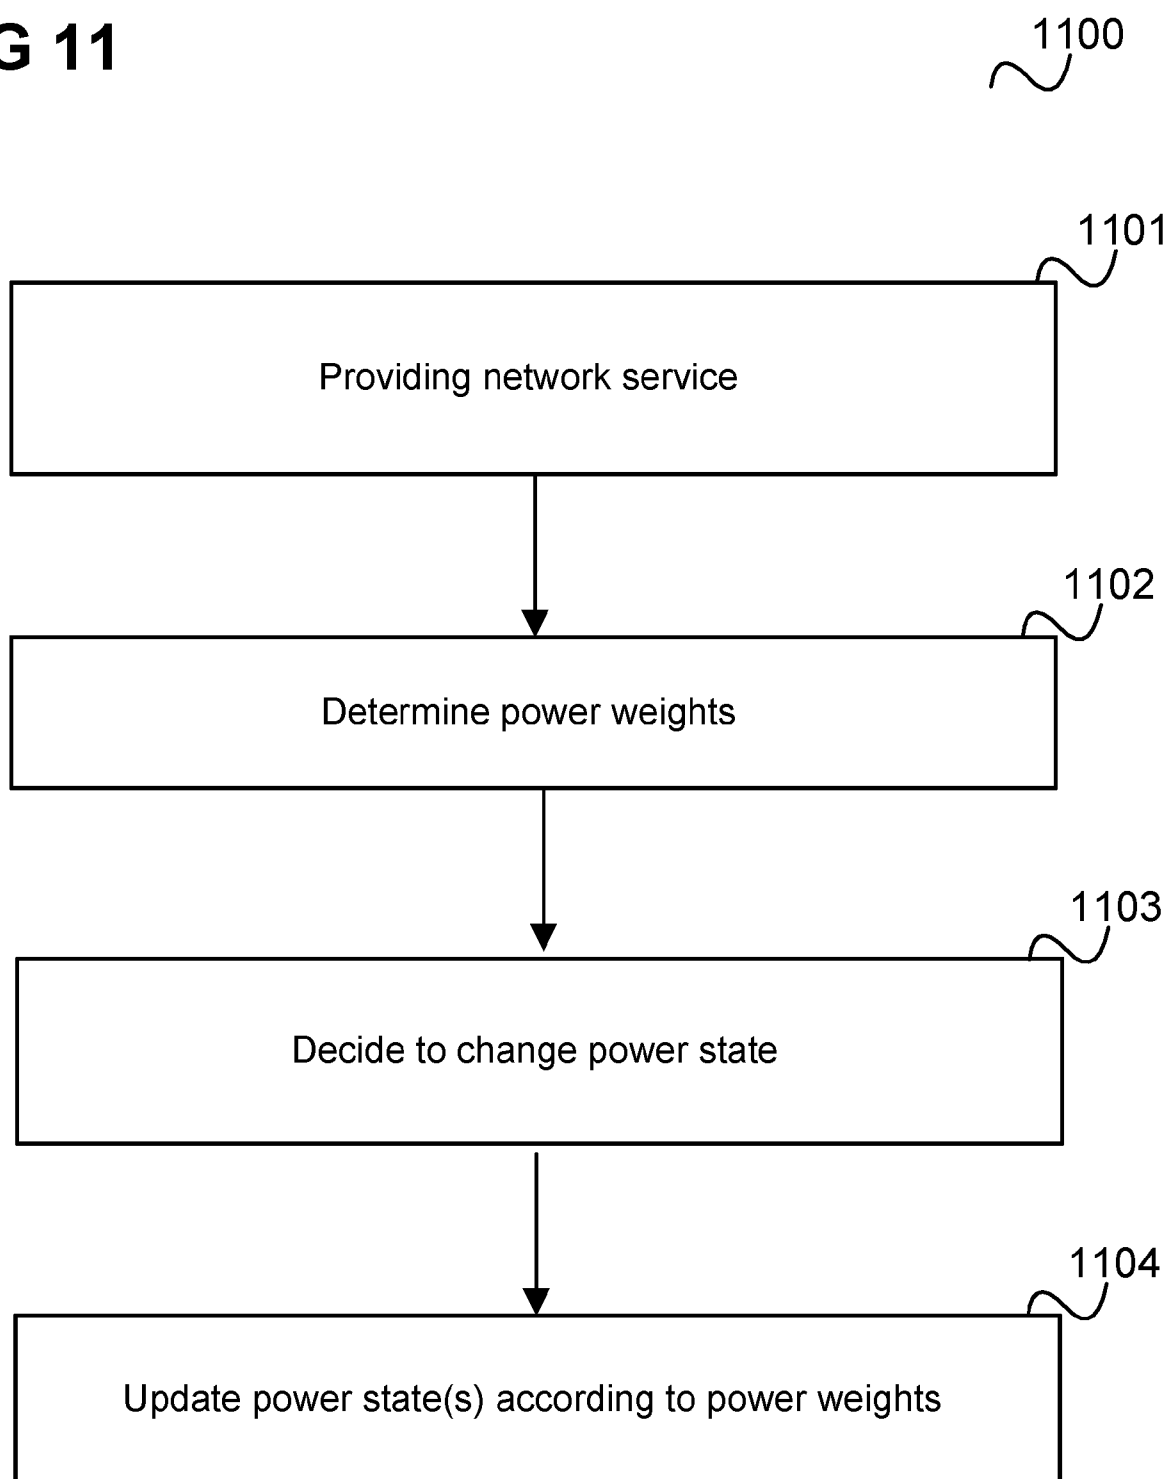 G 11
1100
1101
Providing network service
1102
Determine power weights
1103
Decide to change power state
1104
Update power state(s) according to power weights